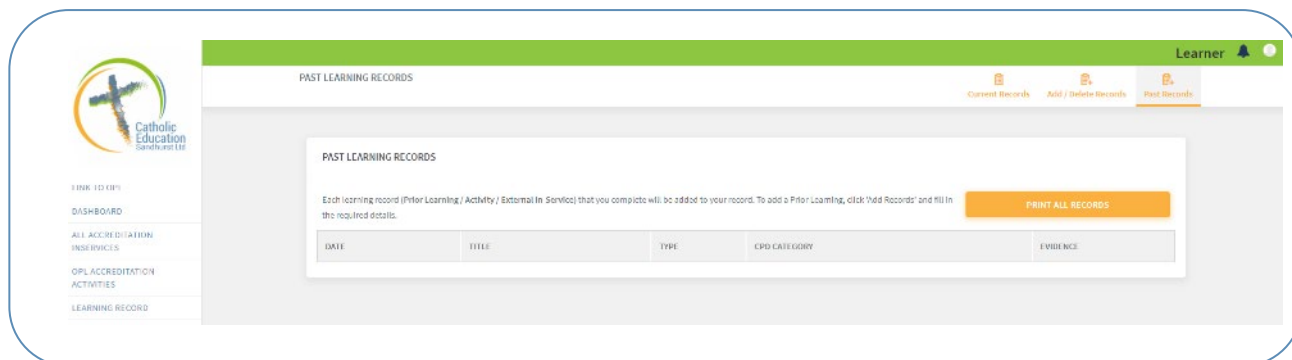 Learner
PAST LEARNING RECORDS
Current Records
Add / Delete Records
Past Records
Catholic
Education
Sandhurst Ltd
LINK TO OPL
DASHBOARD
ALL ACCREDITATION
INSERVICES
OPL ACCREDITATION
ACTIVITIES
LEARNING RECORD
PAST LEARNING RECORDS
Each learning record (Prior Learning / Activity / External In Service) that you complete will be added to your record. To add a Prior Learning, click 'Add Records' and fill in
the required details.
PRINT ALL RECORDS
DATE
TITLE
TYPE
CPD CATEGORY
EVIDENCE